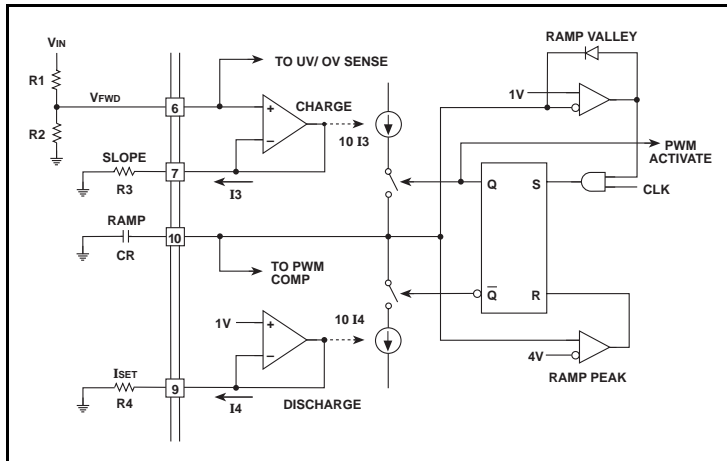 VIN
RAMP VALLEY
R1
TO UV/ OV SENSE
VFWD
6
+
CHARGE
1V
R2
10 I3
–
PWM
ACTIVATE
SLOPE
7
R3
I3
Q
S
CLK
RAMP
10
CR
TO PWM
COMP
Q
R
1V
+
10 I4
–
4V
RAMP PEAK
ISET
9
R4
I4
DISCHARGE